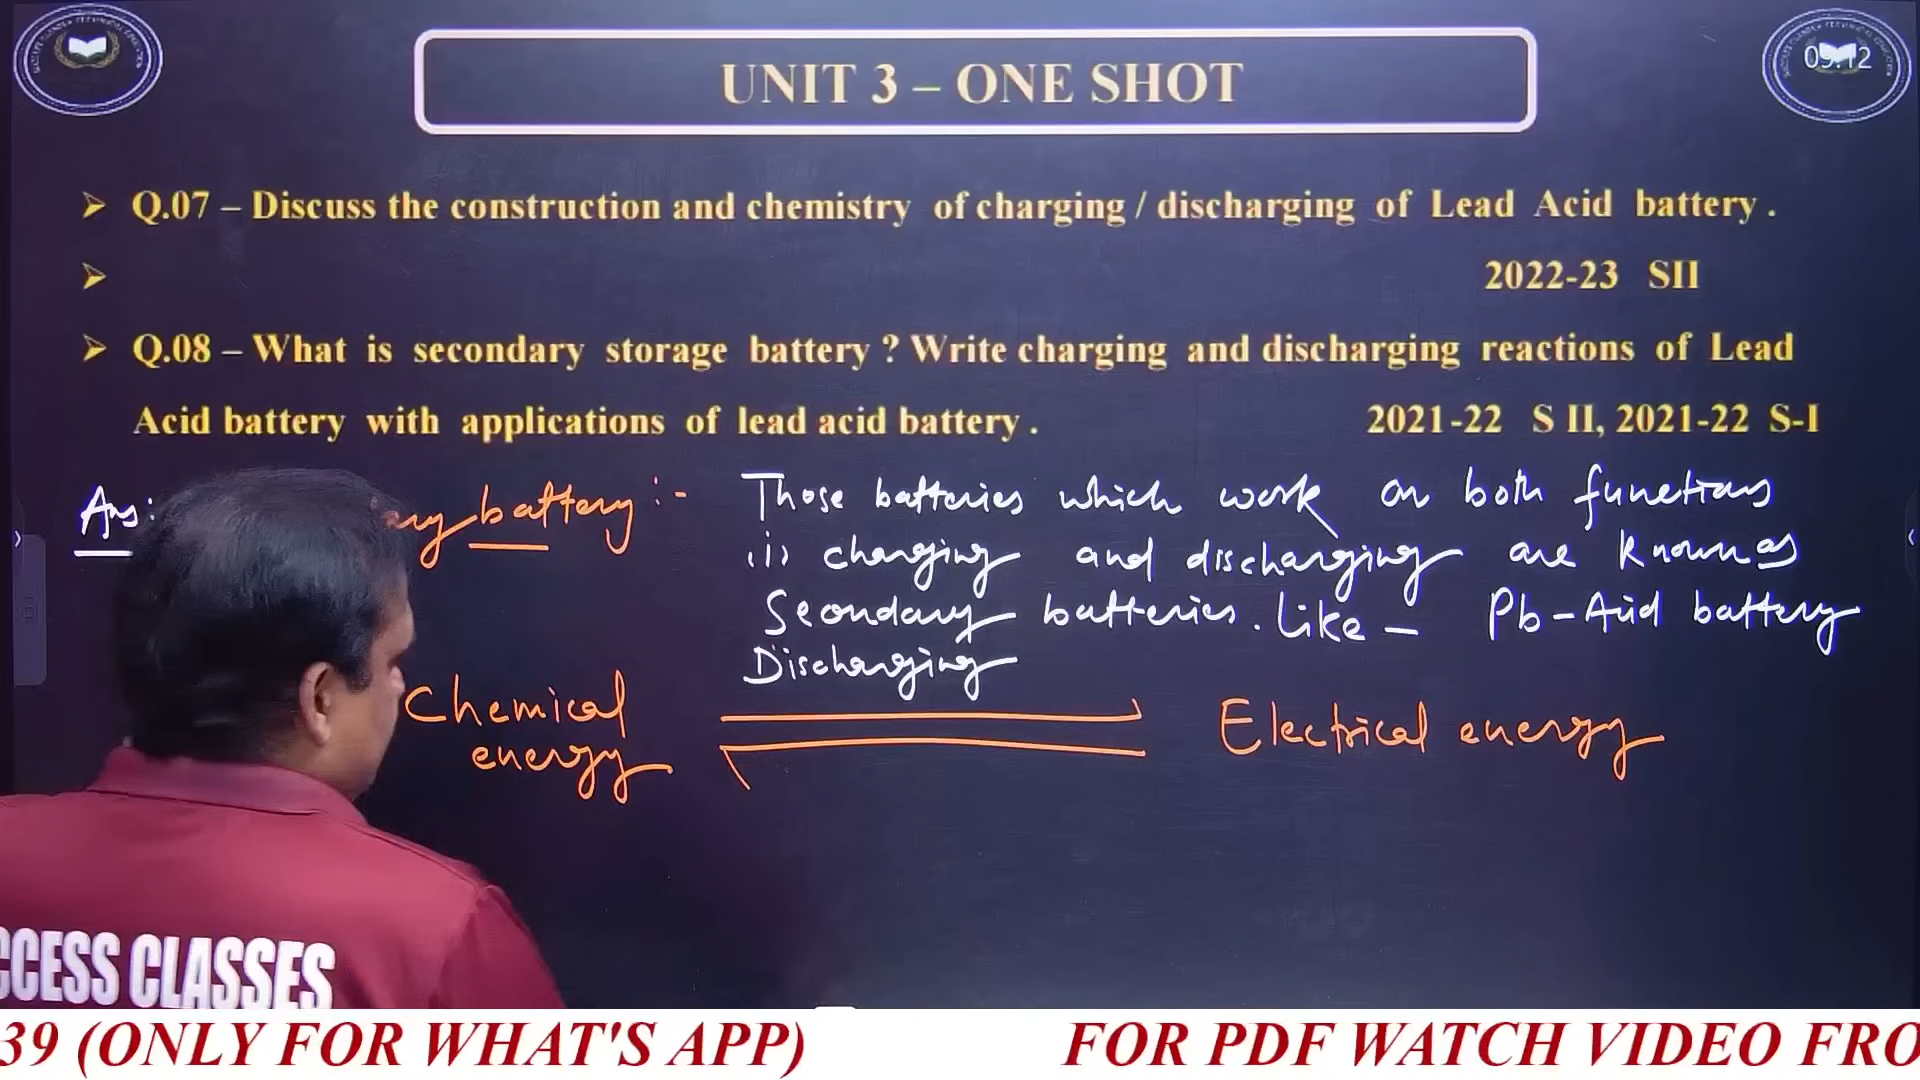 UNIT 3 – ONE SHOT
05:12
➢ Q.07 – Discuss the construction and chemistry of charging / discharging of Lead Acid battery .
➢ 2022-23 SII
➢ Q.08 – What is secondary storage battery ? Write charging and discharging reactions of Lead
Acid battery with applications of lead acid battery . 2021-22 S II, 2021-22 S-I
Ans: battery :-
Those batteries which work on both functions
charging and discharging are known as
Secondary batteries. Like – Pb-Acid battery
Discharging
Chemical
energy
Electrical energy
CCESS CLASSES
39 (ONLY FOR WHAT'S APP) FOR PDF WATCH VIDEO FRO